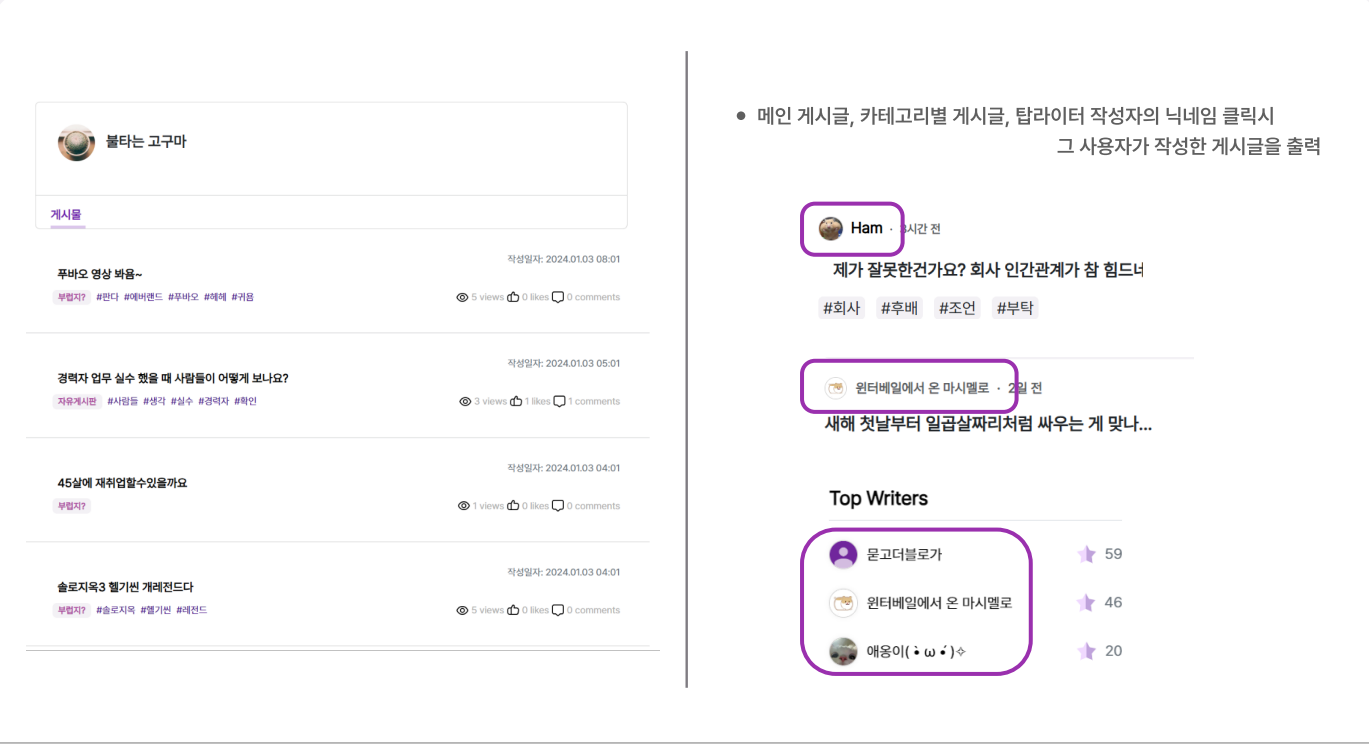 불타는 고구마
게시물
작성일자: 2024.01.03 08:01
푸바오 영상 봐욤~
부럽지? #판다 #에버랜드 #푸바오 #헤헤 #귀욤
5 views 0 likes 0 comments
작성일자: 2024.01.03 05:01
경력자 업무 실수 했을 때 사람들이 어떻게 보나요?
자유게시판 #사람들 #생각 #실수 #경력자 #확인
3 views 1 likes 1 comments
작성일자: 2024.01.03 04:01
45살에 재취업할수있을까요
부럽지?
1 views 0 likes 0 comments
작성일자: 2024.01.03 04:01
솔로지옥3 헬기씬 개레전드다
부럽지? #솔로지옥 #헬기씬 #레전드
5 views 0 likes 0 comments
● 메인 게시글, 카테고리별 게시글, 탑라이터 작성자의 닉네임 클릭시
그 사용자가 작성한 게시글을 출력
Ham · 시간 전
제가 잘못한건가요? 회사 인간관계가 참 힘드네
#회사 #후배 #조언 #부탁
윈터베일에서 온 마시멜로 · 2일 전
새해 첫날부터 일곱살짜리처럼 싸우는 게 맞나...
Top Writers
묻고더블로가 59
윈터베일에서 온 마시멜로 46
애옹이( •̀ ω •́ )✧ 20